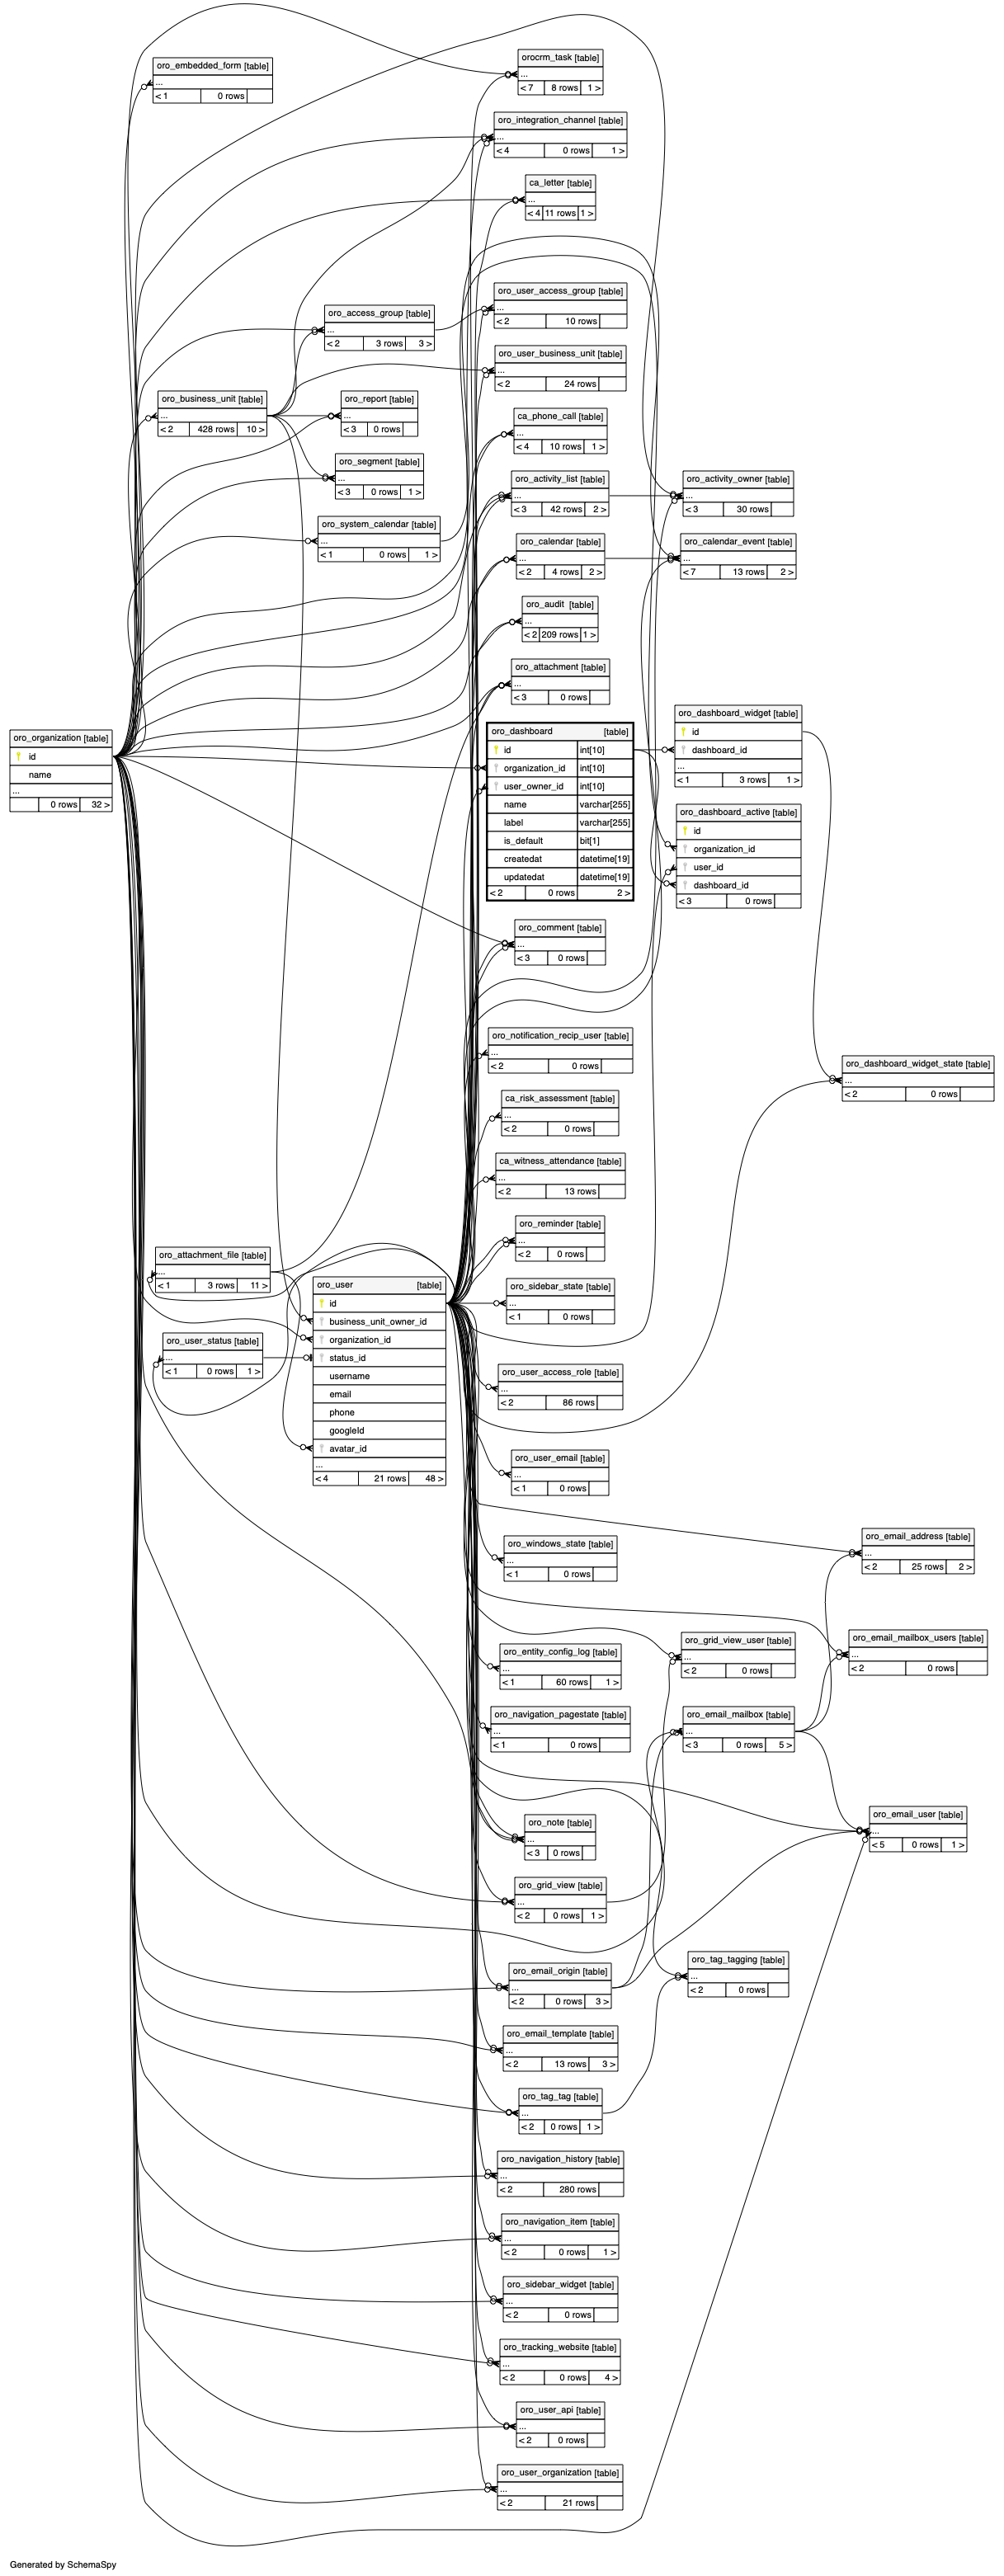 oro_embedded_form [table]
...
< 1 0 rows
orocrm_task [table]
...
< 7 8 rows 1 >
oro_integration_channel [table]
...
< 4 0 rows 1 >
ca_letter [table]
...
< 4 11 rows 1 >
oro_user_access_group [table]
...
< 2 10 rows
oro_access_group [table]
...
< 2 3 rows 3 >
oro_user_business_unit [table]
...
< 2 24 rows
oro_business_unit [table]
...
< 2 428 rows 10 >
oro_report [table]
...
< 3 0 rows
ca_phone_call [table]
...
< 4 10 rows 1 >
oro_segment [table]
...
< 3 0 rows 1 >
oro_activity_list [table]
...
< 3 42 rows 2 >
oro_activity_owner [table]
...
< 3 30 rows
oro_system_calendar [table]
...
< 1 0 rows 1 >
oro_calendar [table]
...
< 2 4 rows 2 >
oro_calendar_event [table]
...
< 7 13 rows 2 >
oro_audit [table]
...
< 2 209 rows 1 >
oro_attachment [table]
...
< 3 0 rows
oro_organization [table]
id
name
...
0 rows 32 >
oro_dashboard [table]
id int[10]
organization_id int[10]
user_owner_id int[10]
name varchar[255]
label varchar[255]
is_default bit[1]
createdat datetime[19]
updatedat datetime[19]
< 2 0 rows 2 >
oro_dashboard_widget [table]
id
dashboard_id
...
< 1 3 rows 1 >
oro_dashboard_active [table]
id
organization_id
user_id
dashboard_id
< 3 0 rows
oro_comment [table]
...
< 3 0 rows
oro_notification_recip_user [table]
...
< 2 0 rows
oro_dashboard_widget_state [table]
...
< 2 0 rows
ca_risk_assessment [table]
...
< 2 0 rows
ca_witness_attendance [table]
...
< 2 13 rows
oro_reminder [table]
...
< 2 0 rows
oro_attachment_file [table]
...
< 1 3 rows 11 >
oro_user [table]
id
business_unit_owner_id
organization_id
status_id
username
email
phone
googleId
avatar_id
...
< 4 21 rows 48 >
oro_sidebar_state [table]
...
< 1 0 rows
oro_user_status [table]
...
< 1 0 rows 1 >
oro_user_access_role [table]
...
< 2 86 rows
oro_user_email [table]
...
< 1 0 rows
oro_windows_state [table]
...
< 1 0 rows
oro_email_address [table]
...
< 2 25 rows 2 >
oro_entity_config_log [table]
...
< 1 60 rows 1 >
oro_grid_view_user [table]
...
< 2 0 rows
oro_email_mailbox_users [table]
...
< 2 0 rows
oro_navigation_pagestate [table]
...
< 1 0 rows
oro_email_mailbox [table]
...
< 3 0 rows 5 >
oro_note [table]
...
< 3 0 rows
oro_email_user [table]
...
< 5 0 rows 1 >
oro_grid_view [table]
...
< 2 0 rows 1 >
oro_email_origin [table]
...
< 2 0 rows 3 >
oro_tag_tagging [table]
...
< 2 0 rows
oro_email_template [table]
...
< 2 13 rows 3 >
oro_tag_tag [table]
...
< 2 0 rows 1 >
oro_navigation_history [table]
...
< 2 280 rows
oro_navigation_item [table]
...
< 2 0 rows 1 >
oro_sidebar_widget [table]
...
< 2 0 rows
oro_tracking_website [table]
...
< 2 0 rows 4 >
oro_user_api [table]
...
< 2 0 rows
oro_user_organization [table]
...
< 2 21 rows
Generated by SchemaSpy